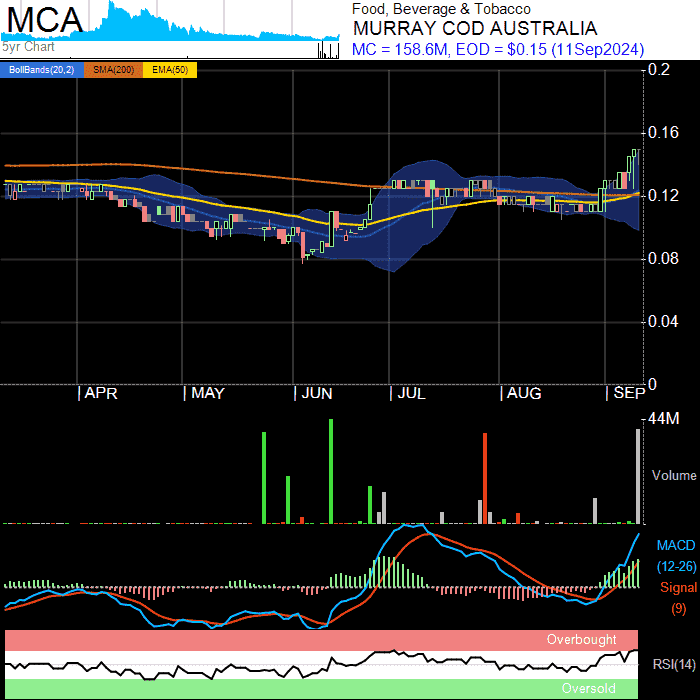 MCA
5yr Chart
Food, Beverage & Tobacco
MURRAY COD AUSTRALIA
MC = 158.6M, EOD = $0.15 (11Sep2024)
BollBands(20,2) SMA(200) EMA(50)
0.2
0.16
0.12
0.08
0.04
0
APR MAY JUN JUL AUG SEP
44M
Volume
MACD
(12-26)
Signal
(9)
Overbought
RSI(14)
Oversold